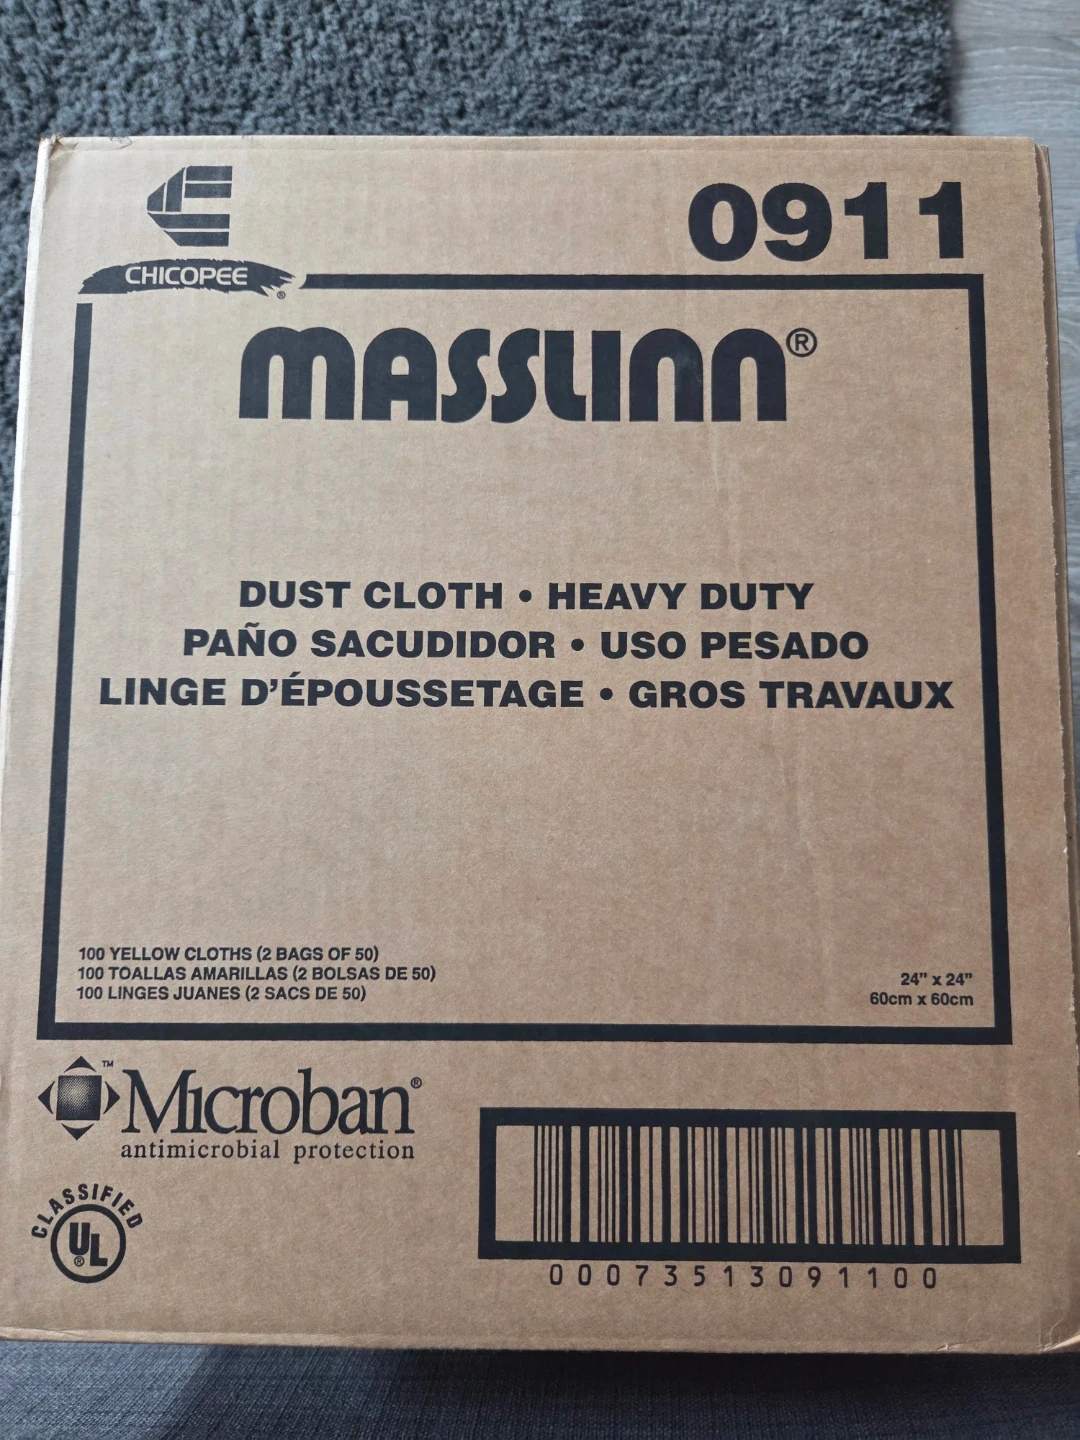 0911
CHICOPEE®
MASSLINN®
DUST CLOTH • HEAVY DUTY
PAÑO SACUDIDOR • USO PESADO
LINGE D’ÉPOUSSETAGE • GROS TRAVAUX
100 YELLOW CLOTHS (2 BAGS OF 50)
100 TOALLAS AMARILLAS (2 BOLSAS DE 50)
100 LINGES JUANES (2 SACS DE 50)
24” x 24”
60cm x 60cm
™ Microban®
antimicrobial protection
CLASSIFIED
UL®
00073513091100